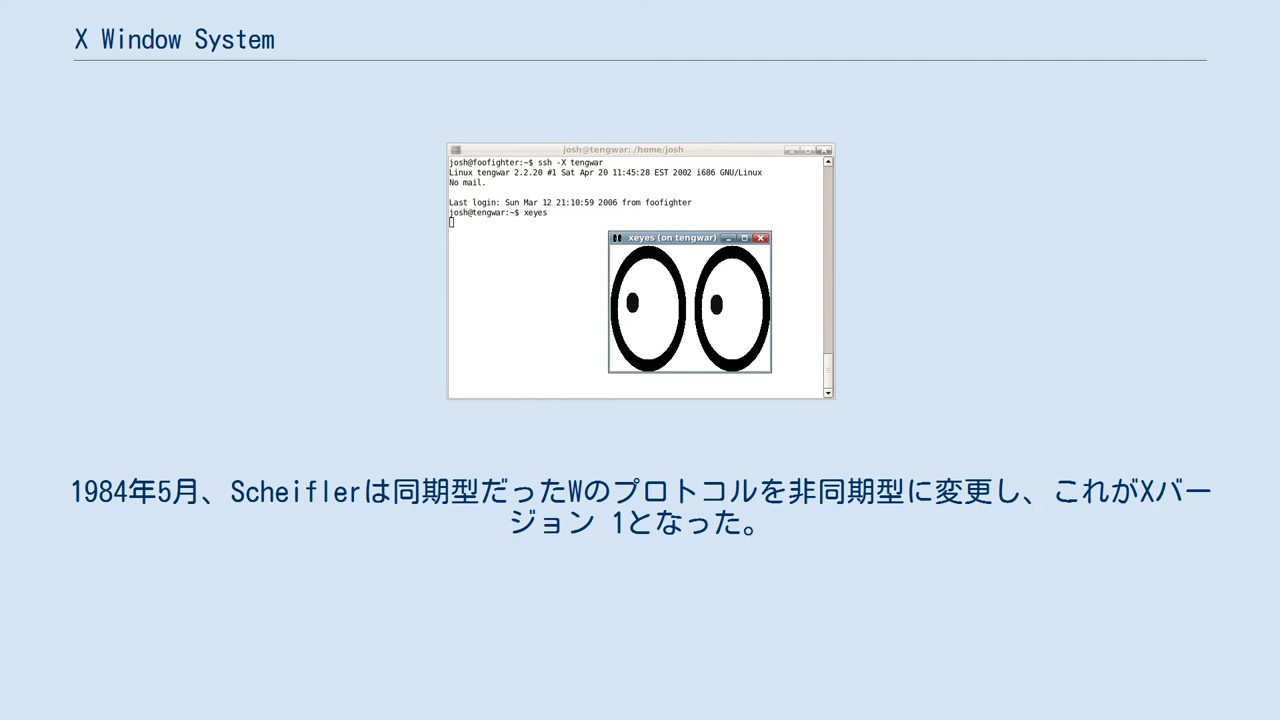 X Window System
josh@tengwar: /home/josh
josh@foofighter:~$ ssh -X tengwar
Linux tengwar 2.2.20 #1 Sat Apr 20 11:45:28 EST 2002 i686 GNU/Linux
No mail.
Last login: Sun Mar 12 21:10:59 2006 from foofighter
josh@tengwar:~$ xeyes
xeyes (on tengwar)
1984年5月、Scheiflerは同期型だったWのプロトコルを非同期型に変更し、これがXバー
ジョン 1となった。